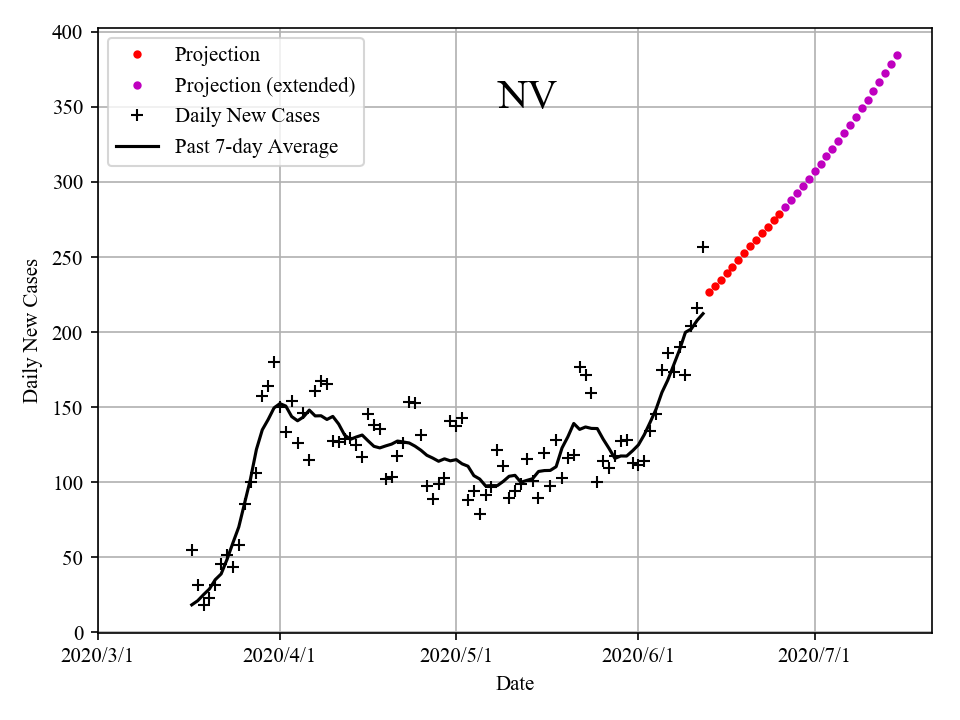 NV
Projection
Projection (extended)
Daily New Cases
Past 7-day Average
400
350
300
250
200
150
100
50
0
Daily New Cases
2020/3/1 2020/4/1 2020/5/1 2020/6/1 2020/7/1
Date